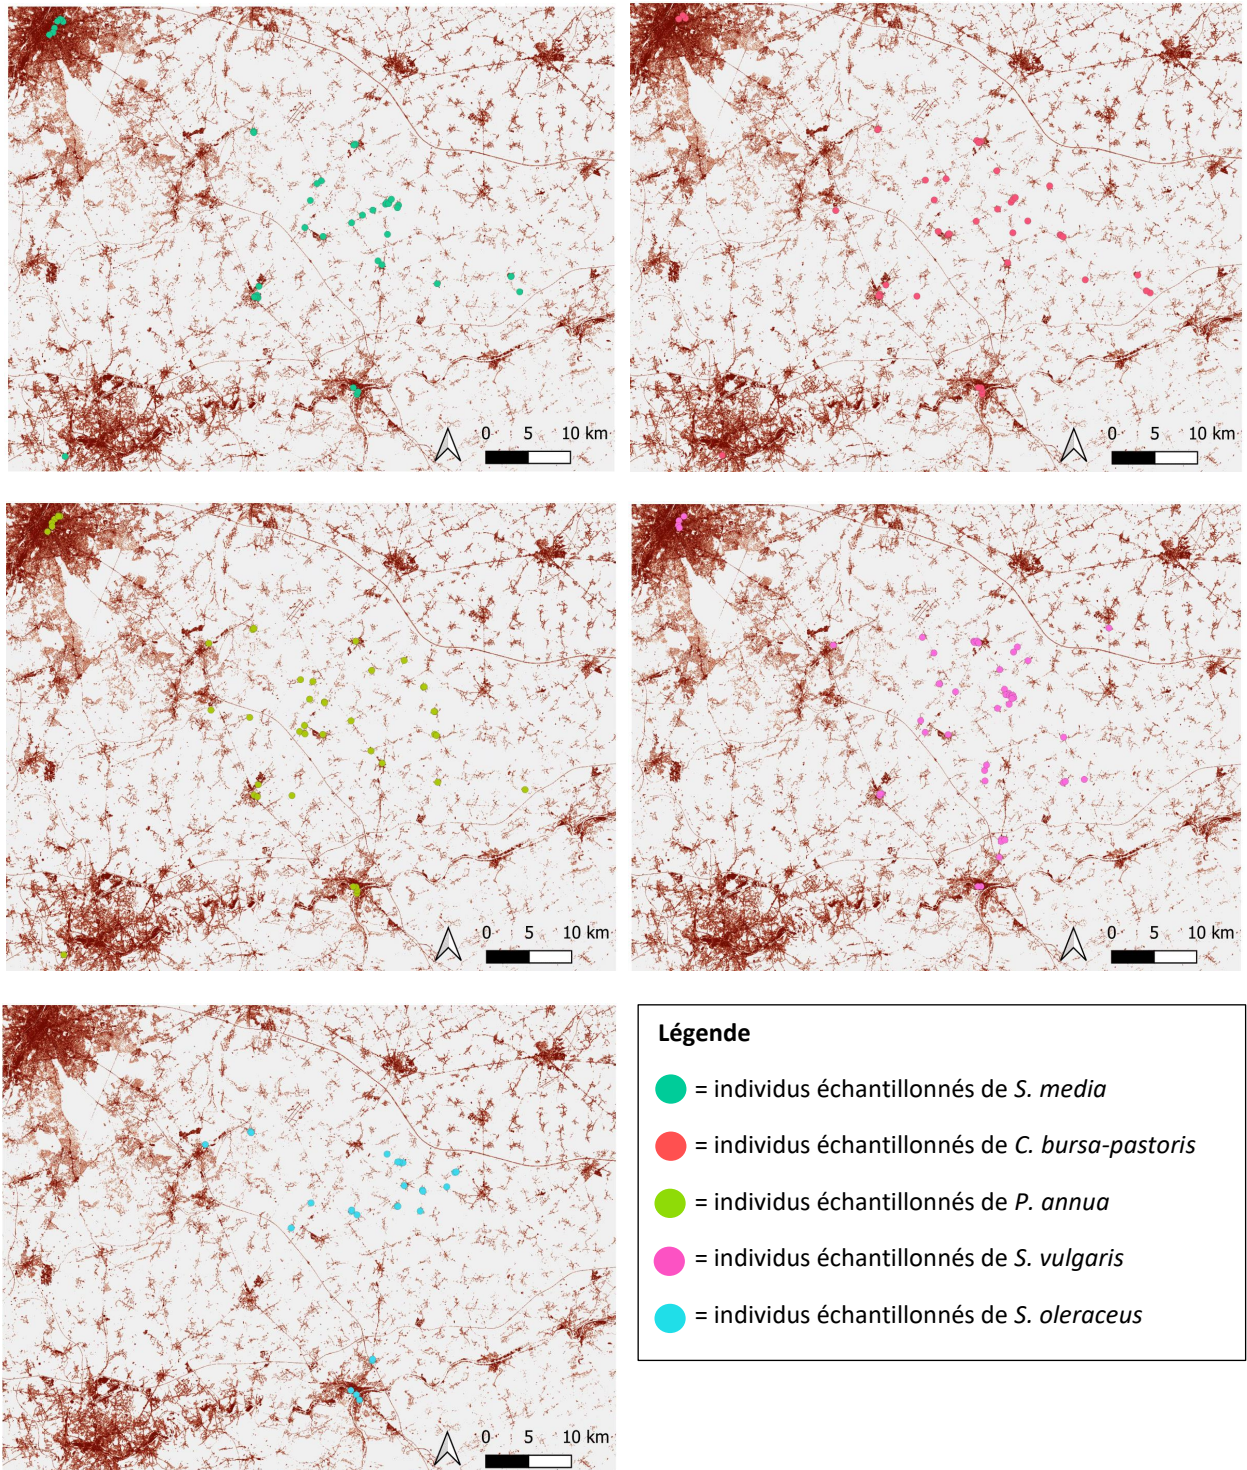 0 5 10 km
0 5 10 km
0 5 10 km
0 5 10 km
0 5 10 km
Légende
= individus échantillonnés de S. media
= individus échantillonnés de C. bursa-pastoris
= individus échantillonnés de P. annua
= individus échantillonnés de S. vulgaris
= individus échantillonnés de S. oleraceus